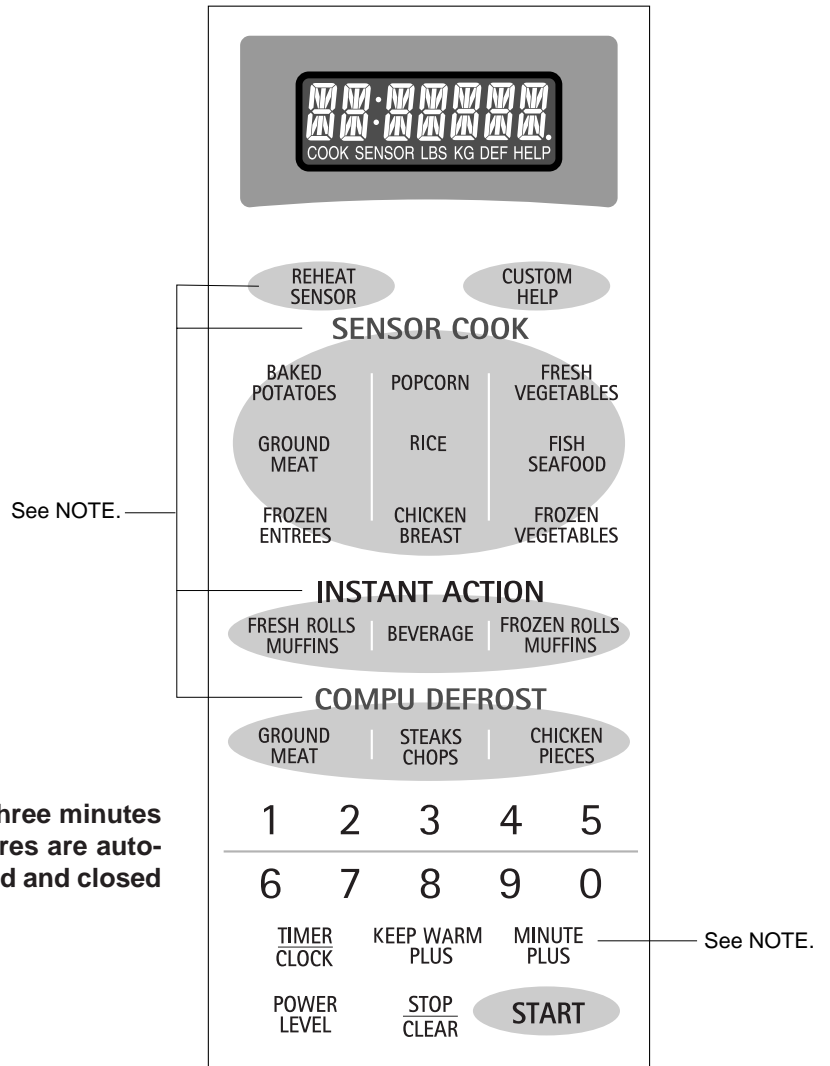 COOK SENSOR LBS KG DEF HELP
REHEAT
SENSOR
CUSTOM
HELP
SENSOR COOK
BAKED
POTATOES
POPCORN
FRESH
VEGETABLES
GROUND
MEAT
RICE
FISH
SEAFOOD
See NOTE.
FROZEN
ENTREES
CHICKEN
BREAST
FROZEN
VEGETABLES
INSTANT ACTION
FRESH ROLLS
MUFFINS
BEVERAGE
FROZEN ROLLS
MUFFINS
COMPU DEFROST
GROUND
MEAT
STEAKS
CHOPS
CHICKEN
PIECES
hree minutes
res are auto-
d and closed
1 2 3 4 5
6 7 8 9 0
TIMER
CLOCK
KEEP WARM
PLUS
MINUTE
PLUS
See NOTE.
POWER
LEVEL
STOP
CLEAR
START